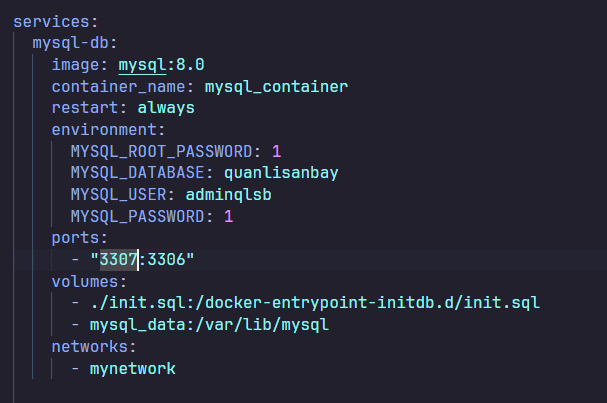 services:
  mysql-db:
    image: mysql:8.0
    container_name: mysql_container
    restart: always
    environment:
      MYSQL_ROOT_PASSWORD: 1
      MYSQL_DATABASE: quanlisanbay
      MYSQL_USER: adminqlsb
      MYSQL_PASSWORD: 1
    ports:
      - "3307:3306"
    volumes:
      - ./init.sql:/docker-entrypoint-initdb.d/init.sql
      - mysql_data:/var/lib/mysql
    networks:
      - mynetwork